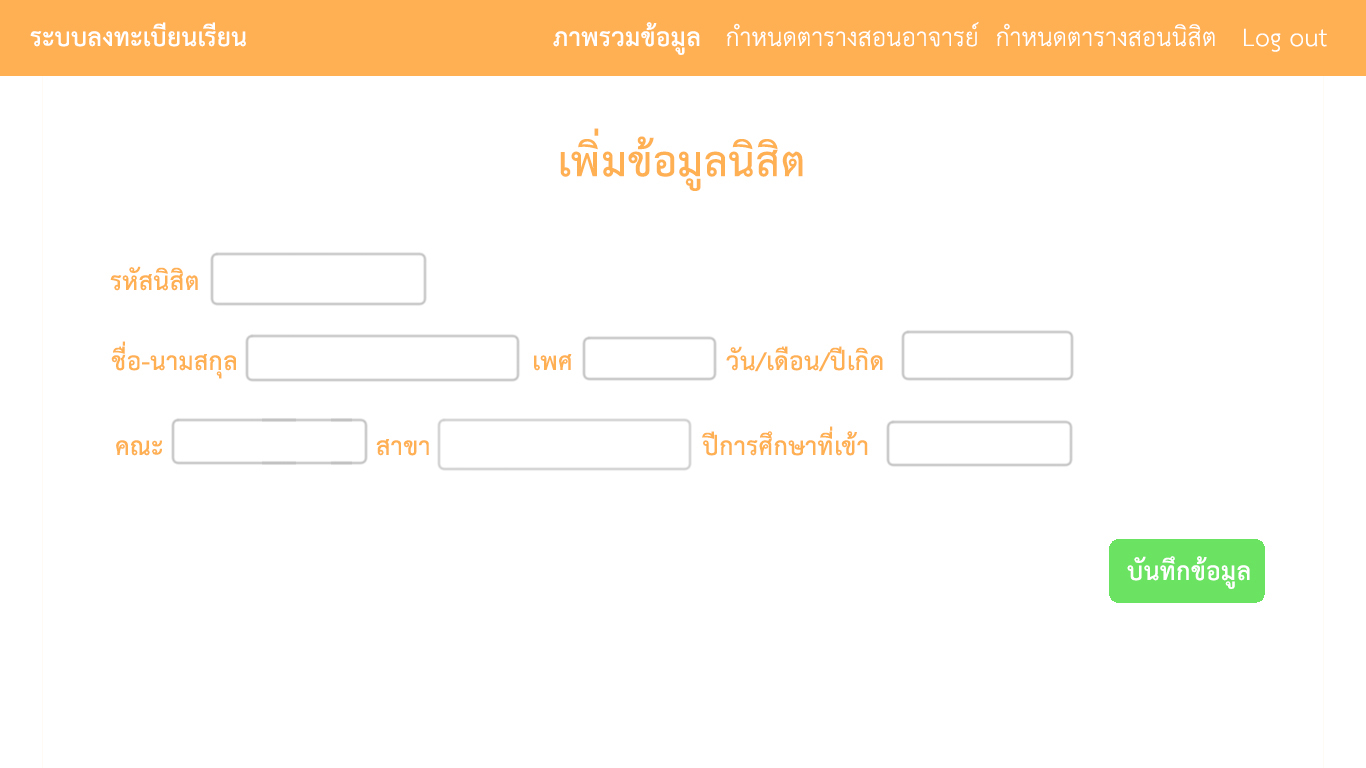 ระบบลงทะเบียนเรียน ภาพรวมข้อมูล กำหนดตารางสอนอาจารย์ กำหนดตารางสอนนิสิต Log out
เพิ่มข้อมูลนิสิต
รหัสนิสิต
ชื่อ-นามสกุล เพศ วัน/เดือน/ปีเกิด
คณะ สาขา ปีการศึกษาที่เข้า
บันทึกข้อมูล